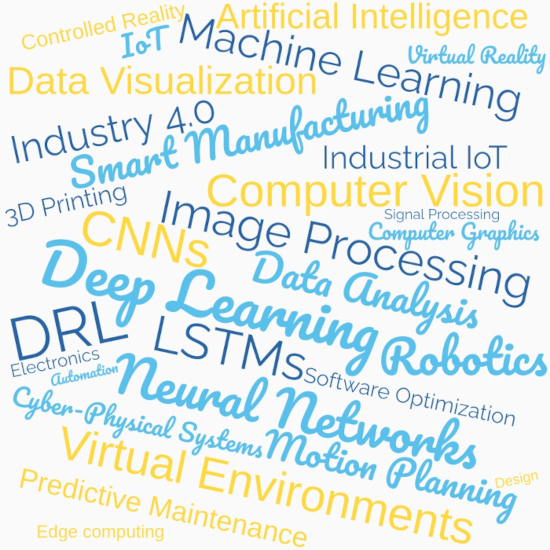 Controlled Reality
Artificial Intelligence
IoT
Machine Learning
Virtual Reality
Data Visualization
Industry 4.0
Smart Manufacturing
Industrial IoT
3D Printing
Computer Vision
Signal Processing
CNNs
Image Processing
Computer Graphics
Deep Learning
Data Analysis
DRL
LSTMs
Robotics
Electronics
Automation
Neural Networks
Software Optimization
Cyber-Physical Systems
Motion Planning
Virtual Environments
Design
Predictive Maintenance
Edge computing